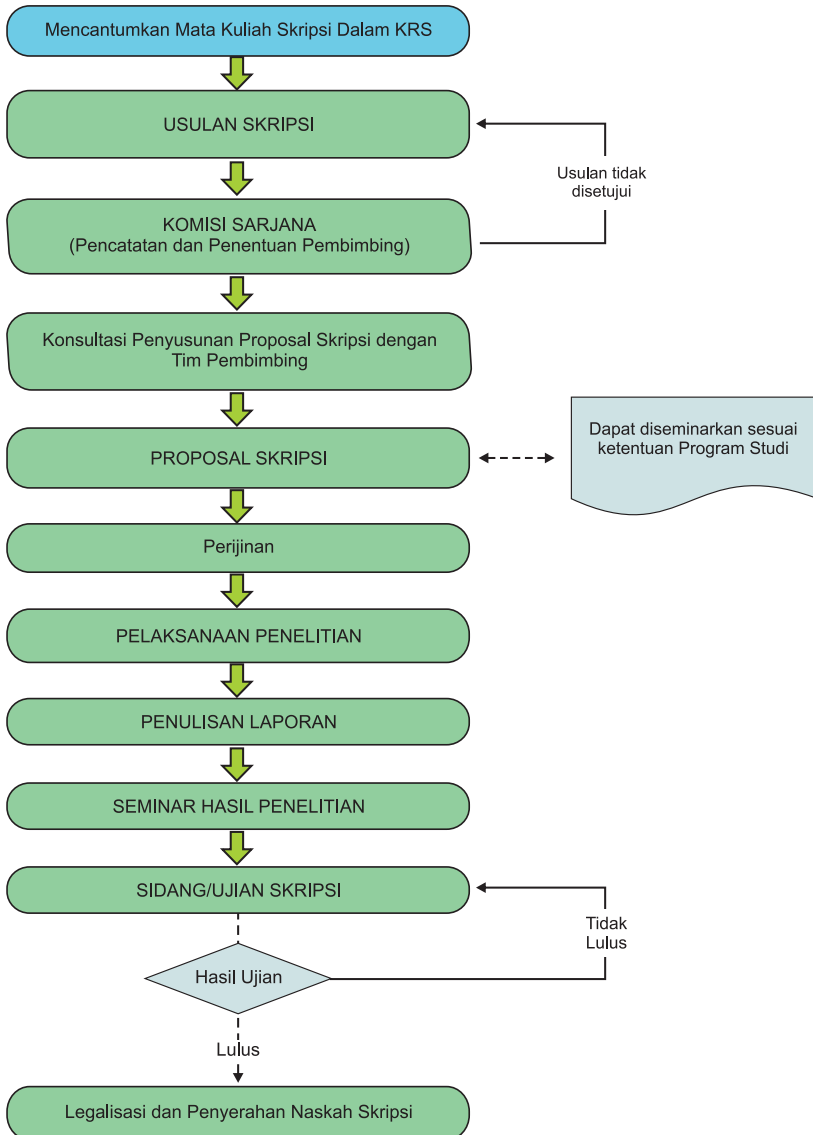 Mencantumkan Mata Kuliah Skripsi Dalam KRS
USULAN SKRIPSI
Usulan tidak
disetujui
KOMISI SARJANA
(Pencatatan dan Penentuan Pembimbing)
Konsultasi Penyusunan Proposal Skripsi dengan
Tim Pembimbing
PROPOSAL SKRIPSI
Dapat diseminarkan sesuai
ketentuan Program Studi
Perijinan
PELAKSANAAN PENELITIAN
PENULISAN LAPORAN
SEMINAR HASIL PENELITIAN
SIDANG/UJIAN SKRIPSI
Tidak
Lulus
Hasil Ujian
Lulus
Legalisasi dan Penyerahan Naskah Skripsi